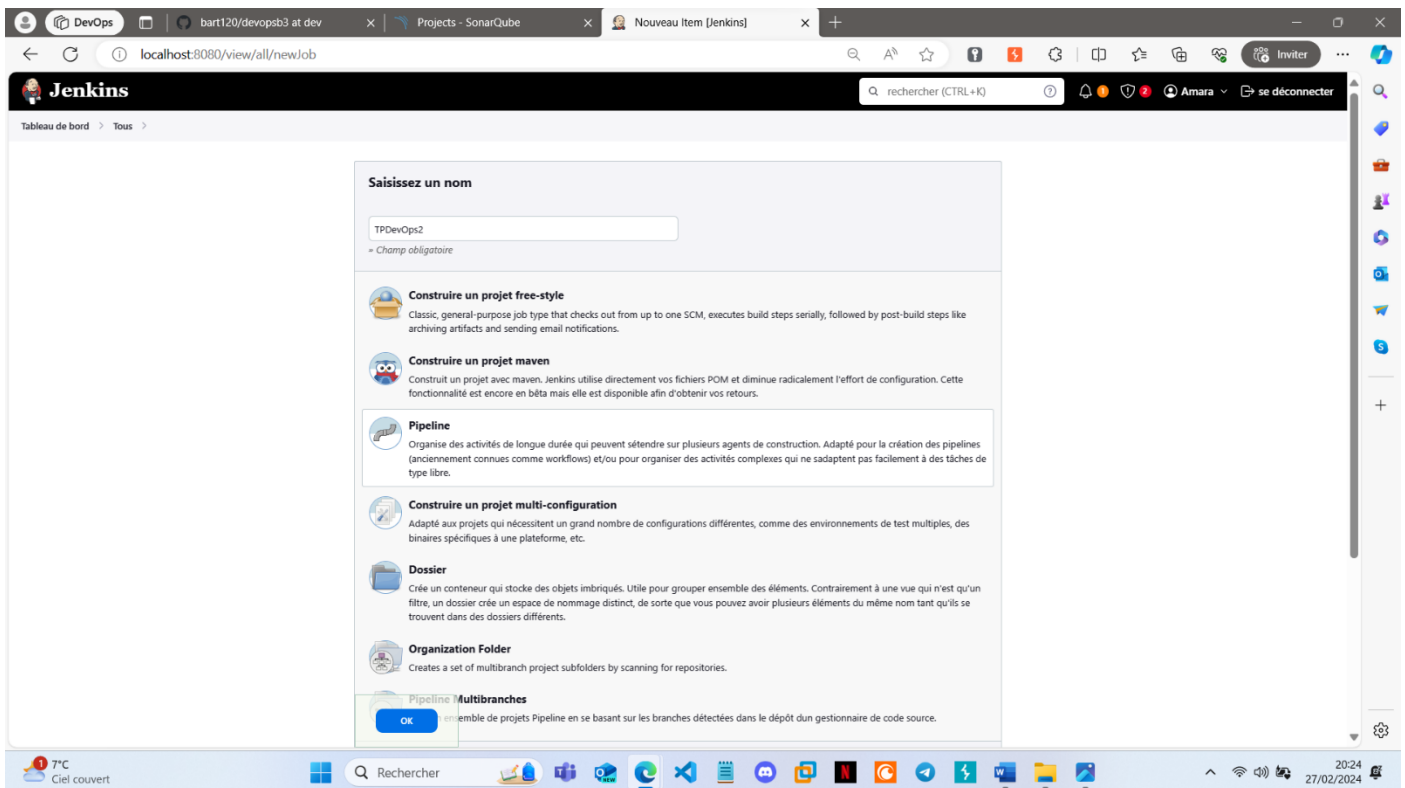 DevOps
bart120/devopsb3 at dev
Projects - SonarQube
Nouveau Item [Jenkins]
localhost:8080/view/all/newJob
Inviter
Jenkins
rechercher (CTRL+K)
1
2
Amara
se déconnecter
Tableau de bord > Tous >
Saisissez un nom
TPDevOps2
» Champ obligatoire
Construire un projet free-style
Classic, general-purpose job type that checks out from up to one SCM, executes build steps serially, followed by post-build steps like
archiving artifacts and sending email notifications.
Construire un projet maven
Construit un projet avec maven. Jenkins utilise directement vos fichiers POM et diminue radicalement l'effort de configuration. Cette
fonctionnalité est encore en bêta mais elle est disponible afin d'obtenir vos retours.
Pipeline
Organise des activités de longue durée qui peuvent sétendre sur plusieurs agents de construction. Adapté pour la création des pipelines
(anciennement connues comme workflows) et/ou pour organiser des activités complexes qui ne sadaptent pas facilement à des tâches de
type libre.
Construire un projet multi-configuration
Adapté aux projets qui nécessitent un grand nombre de configurations différentes, comme des environnements de test multiples, des
binaires spécifiques à une plateforme, etc.
Dossier
Crée un conteneur qui stocke des objets imbriqués. Utile pour grouper ensemble des éléments. Contrairement à une vue qui n'est qu'un
filtre, un dossier crée un espace de nommage distinct, de sorte que vous pouvez avoir plusieurs éléments du même nom tant qu'ils se
trouvent dans des dossiers différents.
Organization Folder
Creates a set of multibranch project subfolders by scanning for repositories.
Pipeline Multibranches
ensemble de projets Pipeline en se basant sur les branches détectées dans le dépôt dun gestionnaire de code source.
OK
1
7°C
Ciel couvert
Rechercher
20:24
27/02/2024